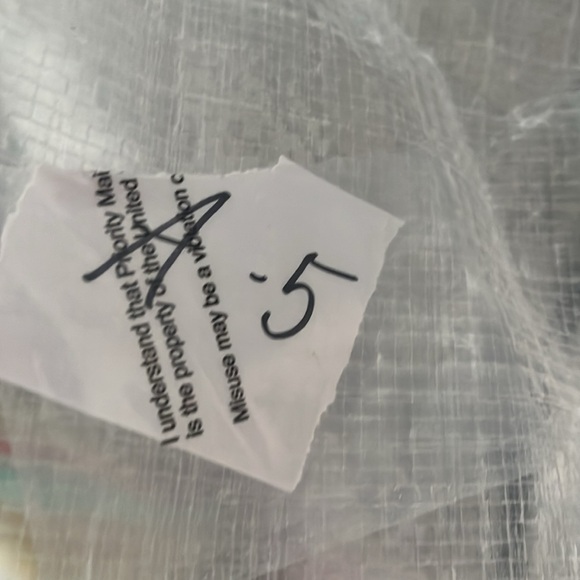 I understand that Priority Mai
is the property of the United
Misuse may be a violation o
A
5